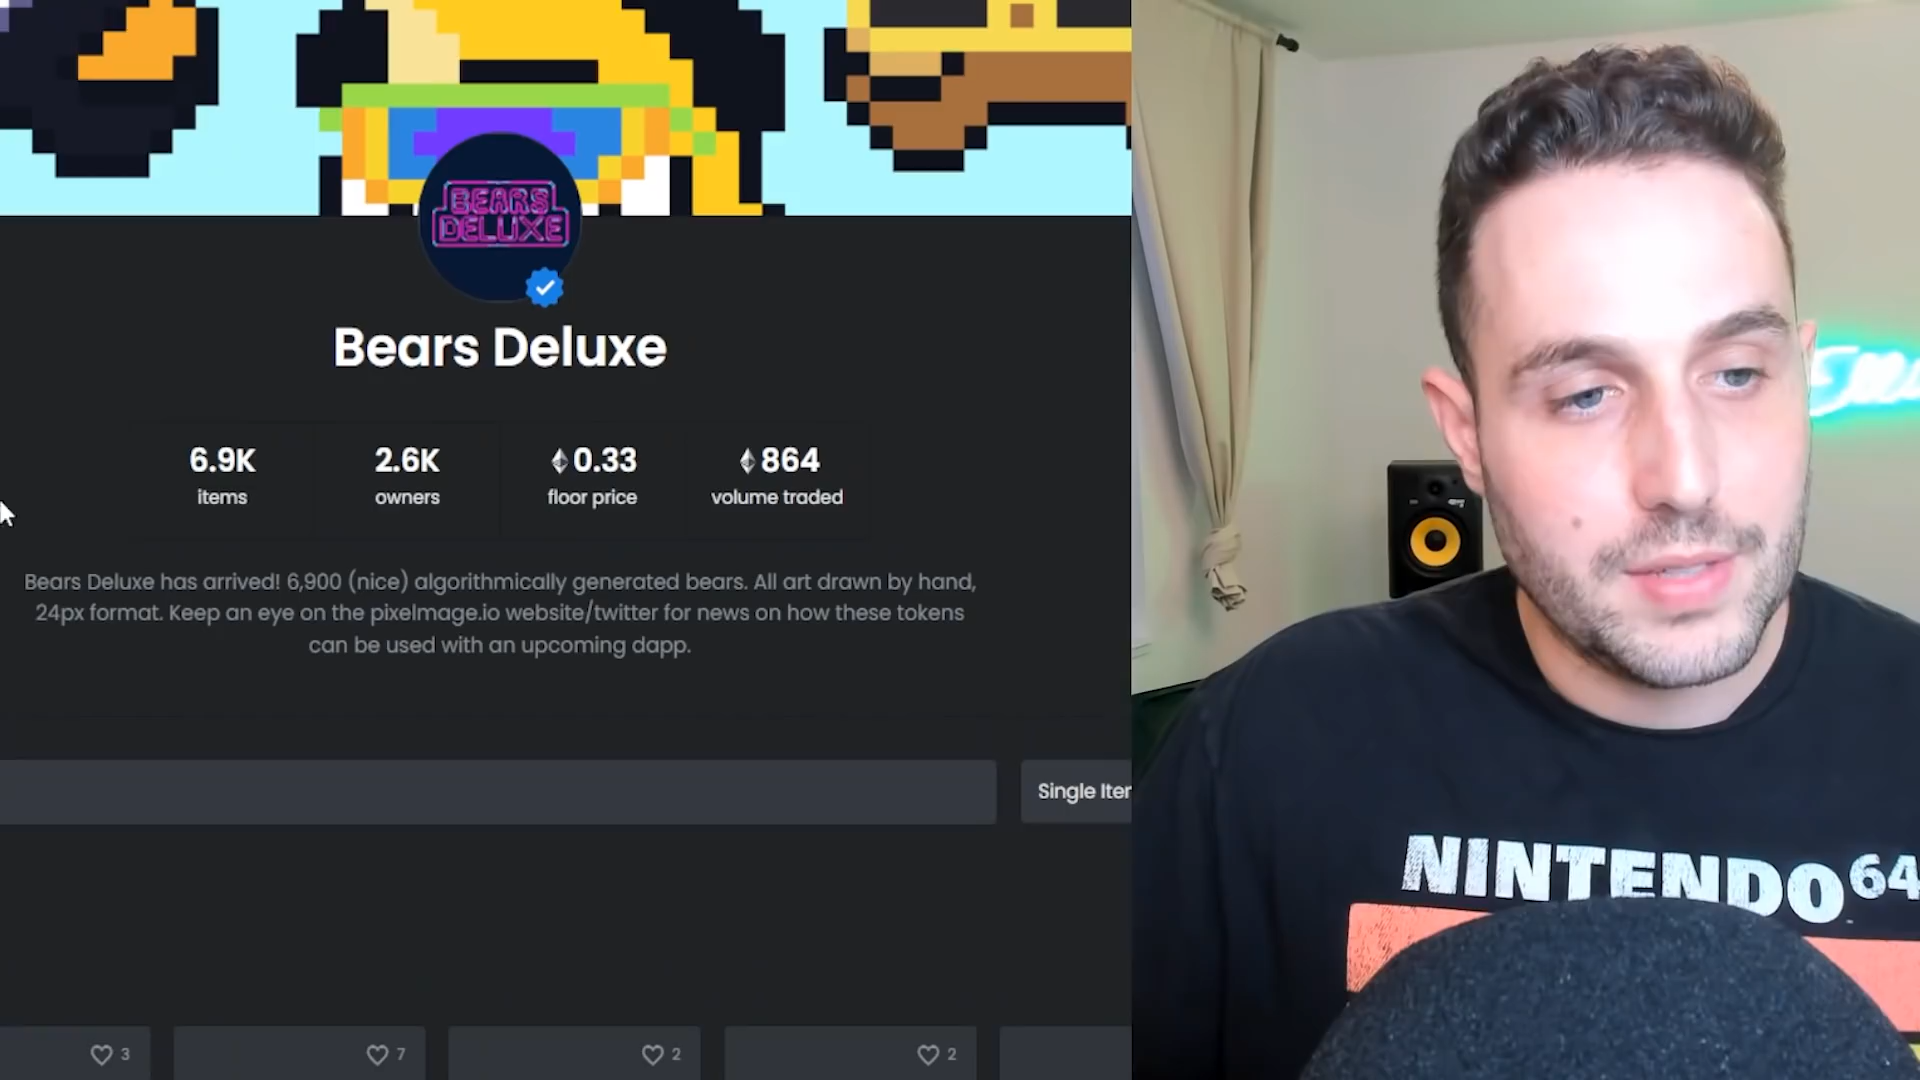 BEARS
DELUXE
Bears Deluxe
6.9K
items
2.6K
owners
0.33
floor price
864
volume traded
Bears Deluxe has arrived! 6,900 (nice) algorithmically generated bears. All art drawn by hand,
24px format. Keep an eye on the pixelmage.io website/twitter for news on how these tokens
can be used with an upcoming dapp.
Single Iter
3
7
2
2
NINTENDO 64